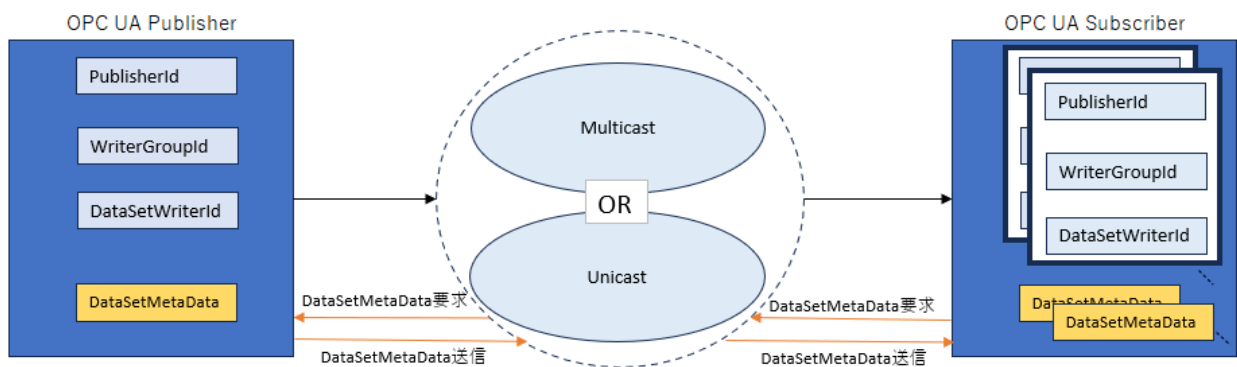 OPC UA Publisher
OPC UA Subscriber
PublisherId
WriterGroupId
DataSetWriterId
DataSetMetaData
Multicast
OR
Unicast
DataSetMetaData要求
DataSetMetaData送信
DataSetMetaData要求
DataSetMetaData送信
PublisherId
WriterGroupId
DataSetWriterId
DataSetMetaData
DataSetMetaData